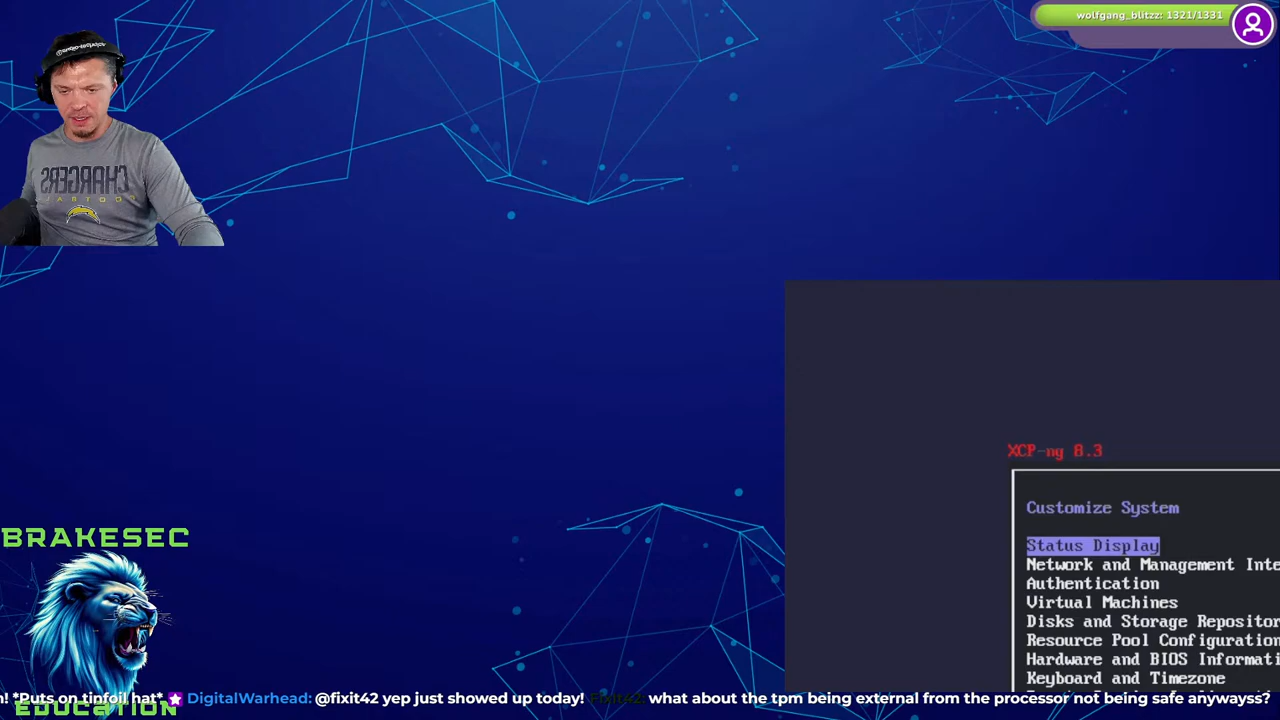 wolfgang_blitzz: 1321/1331
CHARGERS
XCP-ng 8.3
Customize System
Status Display
Network and Management Inte
Authentication
Virtual Machines
Disks and Storage Repositor
Resource Pool Configuration
Hardware and BIOS Informati
Keyboard and Timezone
BRAKESEC
! *Puts on tinfoil hat* DigitalWarhead: @fixit42 yep just showed up today! Fixit42: what about the tpm being external from the processor not being safe anywayss?
EDUCATION